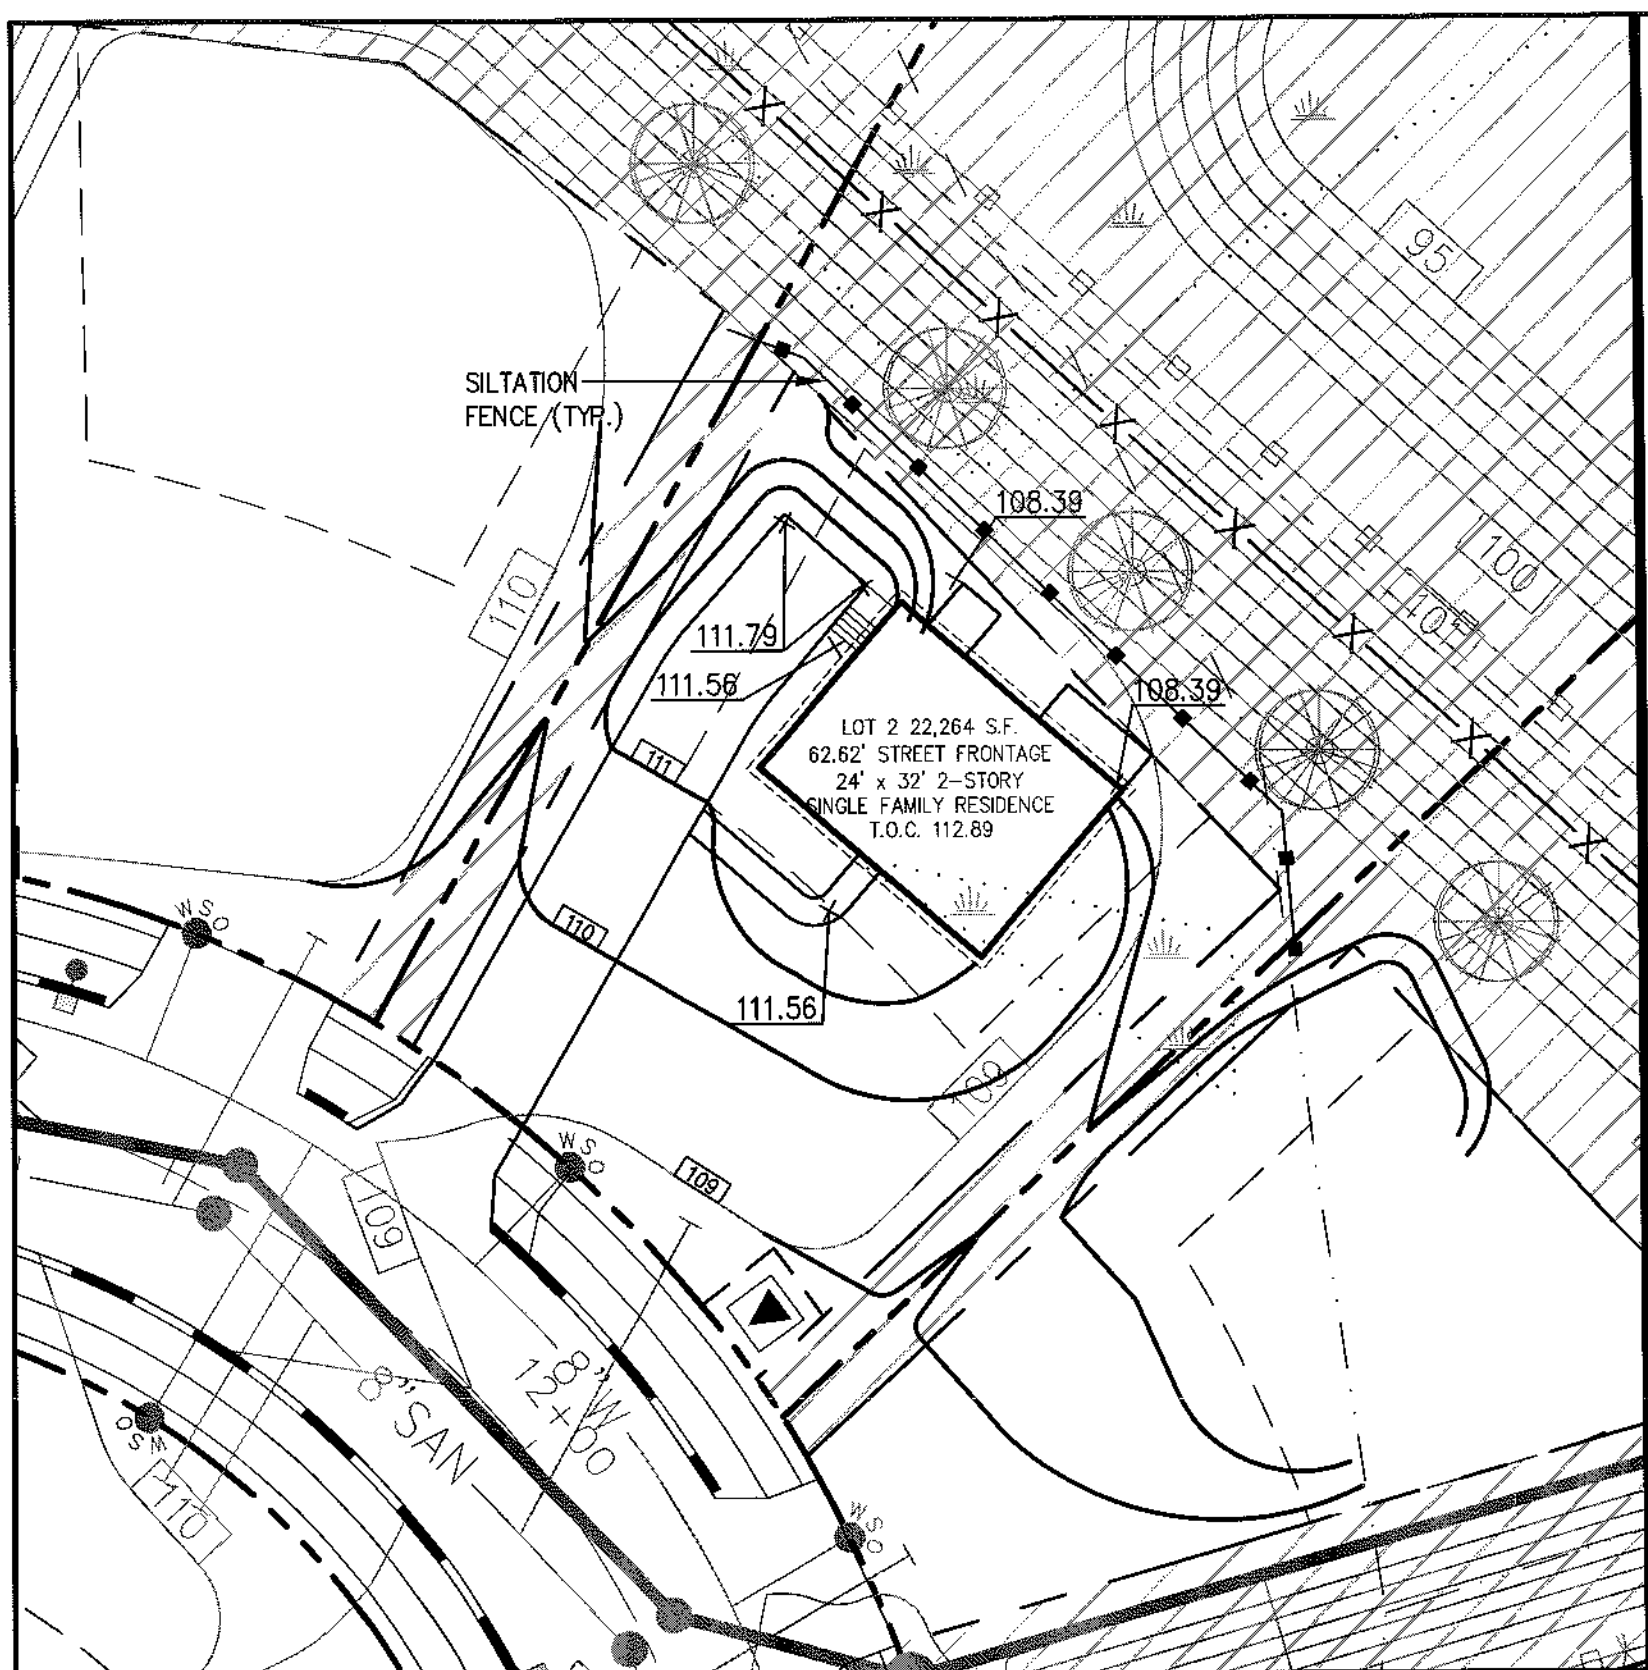 95
SILTATION
FENCE (TYP.)
108.39
100
110
105
111.79
111.56
108.39
LOT 2 22,264 S.F.
62.62' STREET FRONTAGE
24' x 32' 2-STORY
SINGLE FAMILY RESIDENCE
T.O.C. 112.89
111
W S
110
111.56
109
W S
109
109
8" SAN
8" W
12+00
W S
110
W S